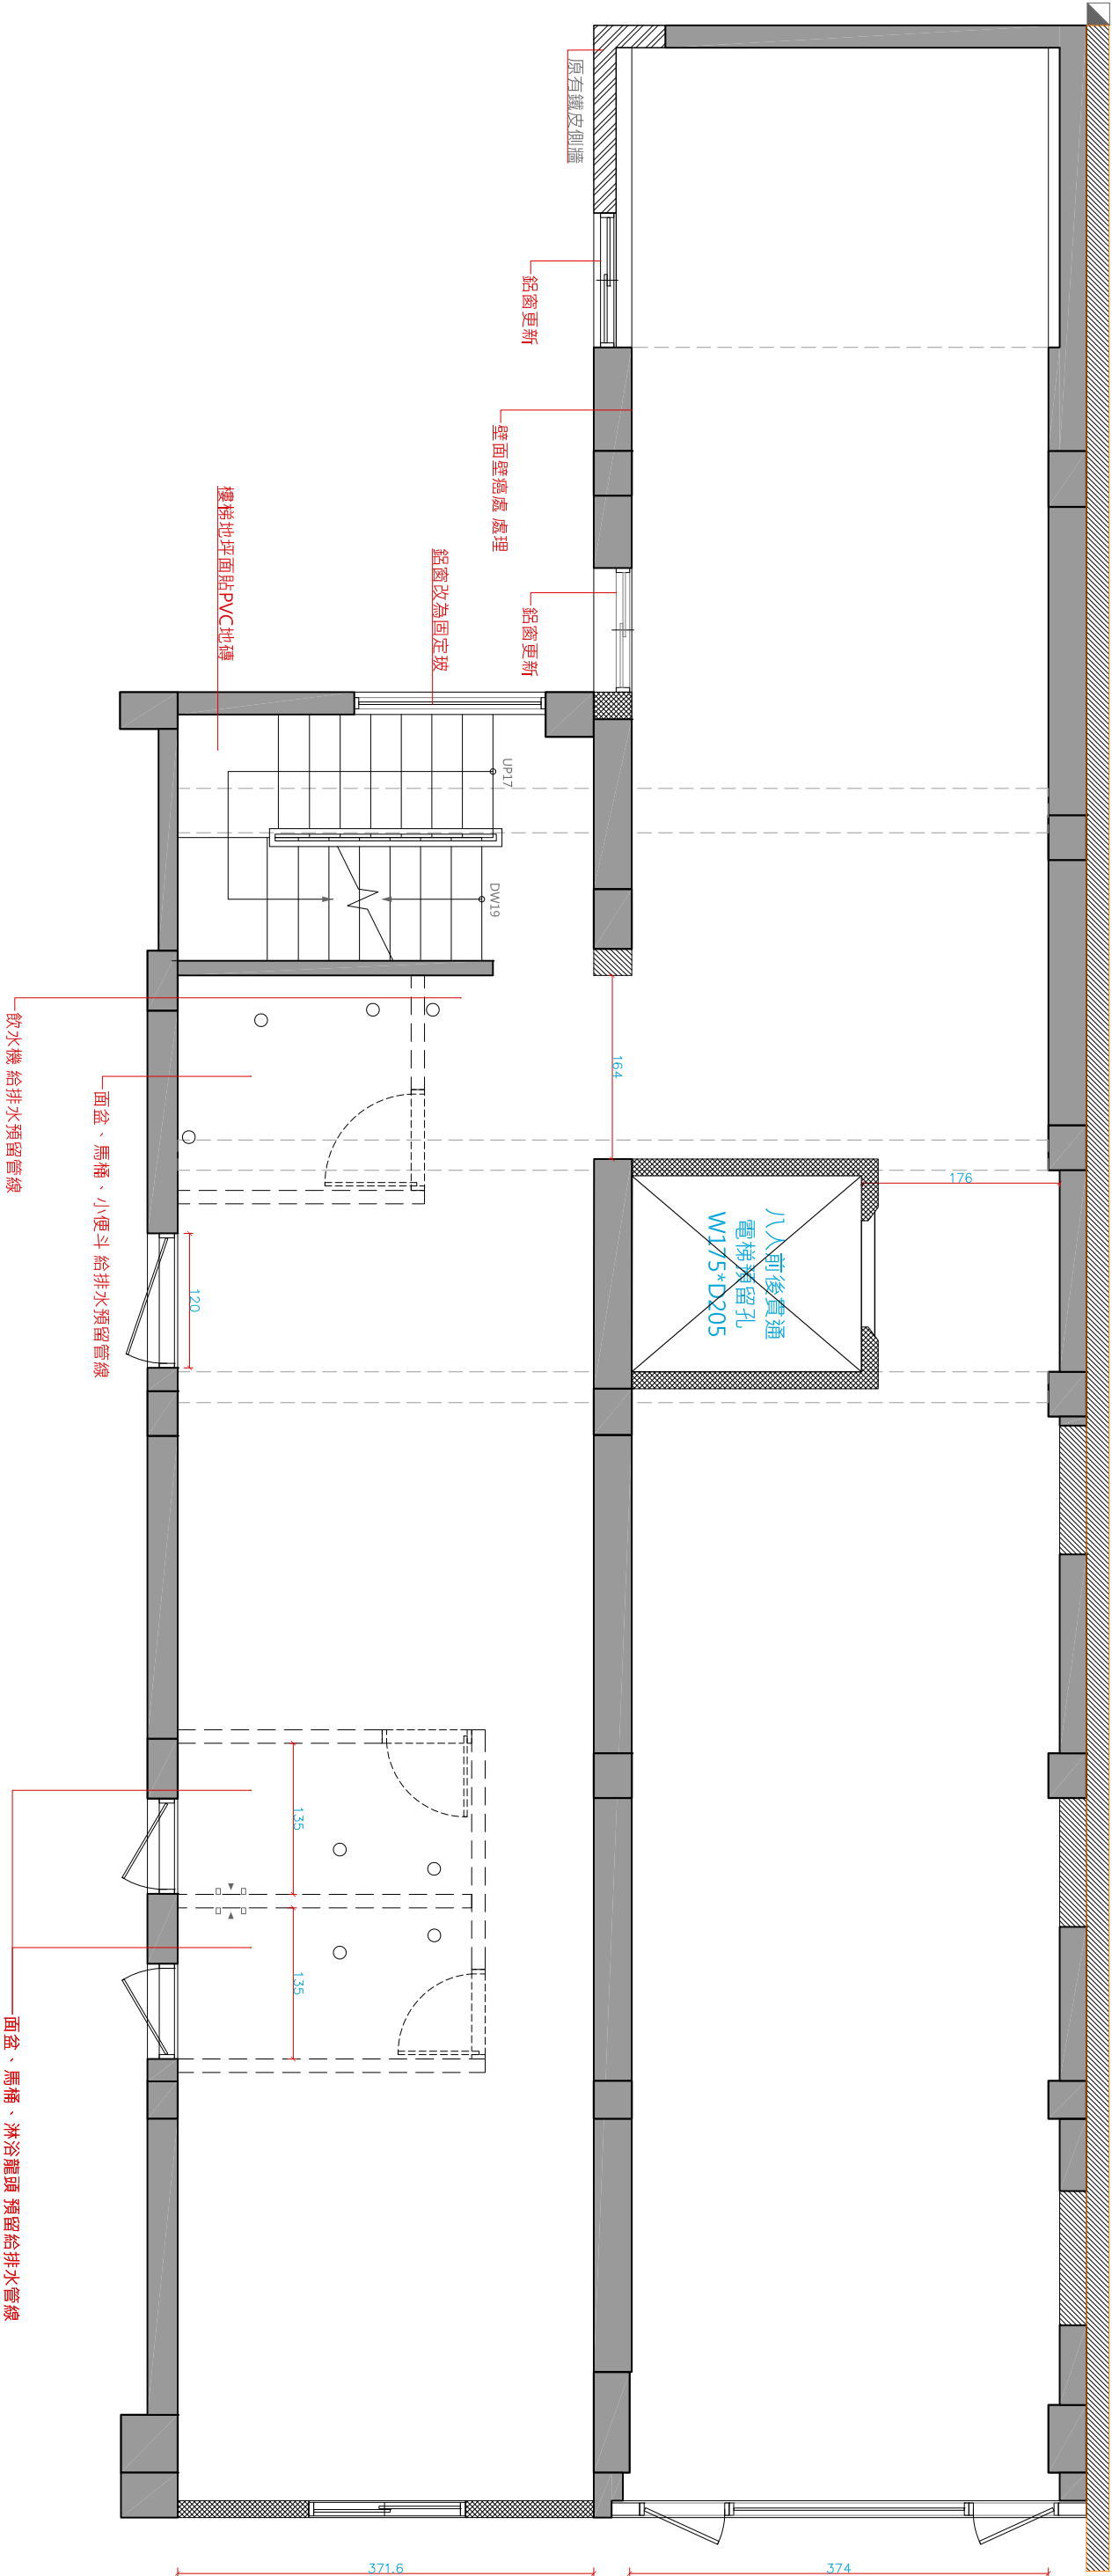 原有鐵皮側牆
鋁窗更新
壁面壁癌處 處理
鋁窗更新
鋁窗改為固定玻
樓梯地坪面貼PVC地磚
UP17
DW19
164
176
八人前後貫通
電梯預留孔
W175*D205
飲水機 給排水預留管線
面盆、馬桶、小便斗 給排水預留管線
120
135
135
面盆、馬桶、淋浴龍頭 預留給排水管線
371.6
374